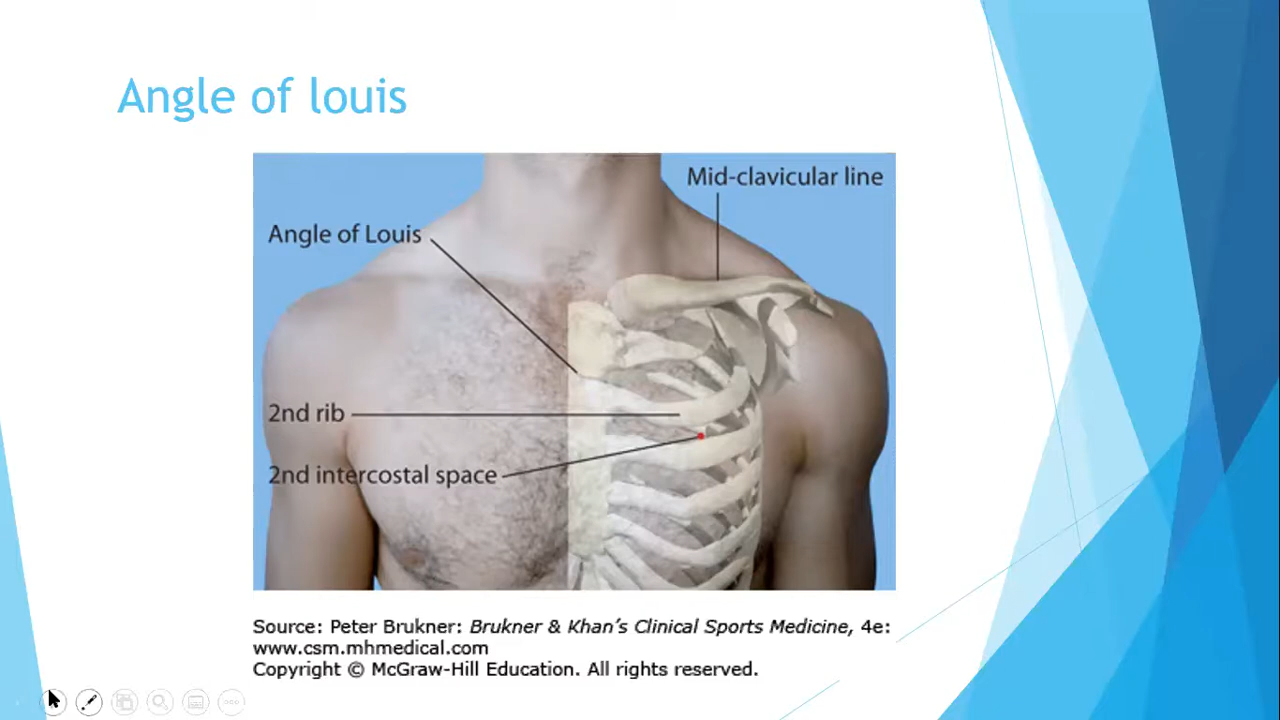 Angle of louis
Mid-clavicular line
Angle of Louis
2nd rib
2nd intercostal space
Source: Peter Brukner: Brukner & Khan’s Clinical Sports Medicine, 4e:
www.csm.mhmedical.com
Copyright © McGraw-Hill Education. All rights reserved.